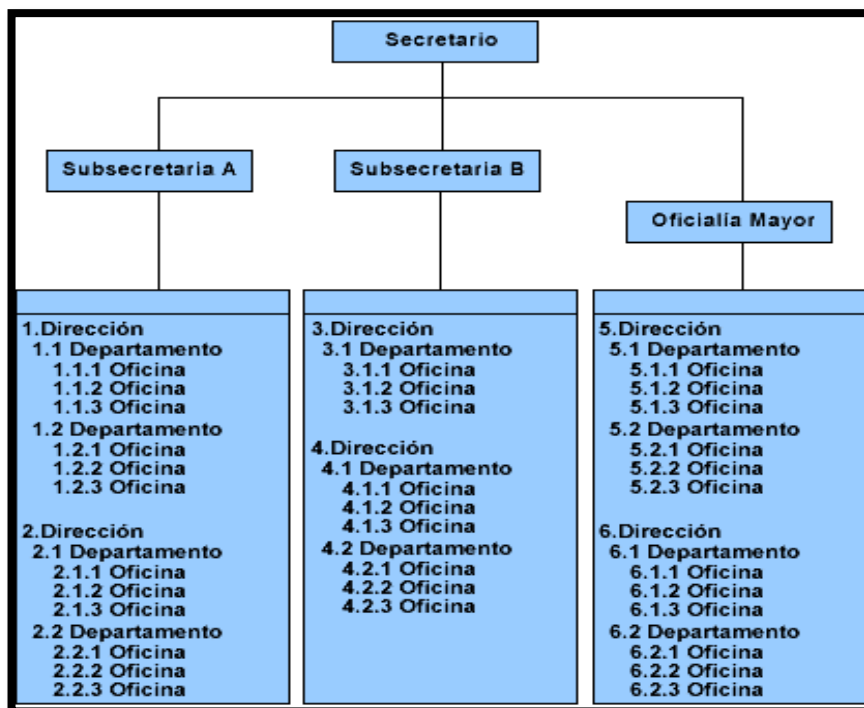 Secretario
Subsecretaria A
Subsecretaria B
Oficialía Mayor
1.Dirección
1.1 Departamento
1.1.1 Oficina
1.1.2 Oficina
1.1.3 Oficina
1.2 Departamento
1.2.1 Oficina
1.2.2 Oficina
1.2.3 Oficina
2.Dirección
2.1 Departamento
2.1.1 Oficina
2.1.2 Oficina
2.1.3 Oficina
2.2 Departamento
2.2.1 Oficina
2.2.2 Oficina
2.2.3 Oficina
3.Dirección
3.1 Departamento
3.1.1 Oficina
3.1.2 Oficina
3.1.3 Oficina
4.Dirección
4.1 Departamento
4.1.1 Oficina
4.1.2 Oficina
4.1.3 Oficina
4.2 Departamento
4.2.1 Oficina
4.2.2 Oficina
4.2.3 Oficina
5.Dirección
5.1 Departamento
5.1.1 Oficina
5.1.2 Oficina
5.1.3 Oficina
5.2 Departamento
5.2.1 Oficina
5.2.2 Oficina
5.2.3 Oficina
6.Dirección
6.1 Departamento
6.1.1 Oficina
6.1.2 Oficina
6.1.3 Oficina
6.2 Departamento
6.2.1 Oficina
6.2.2 Oficina
6.2.3 Oficina